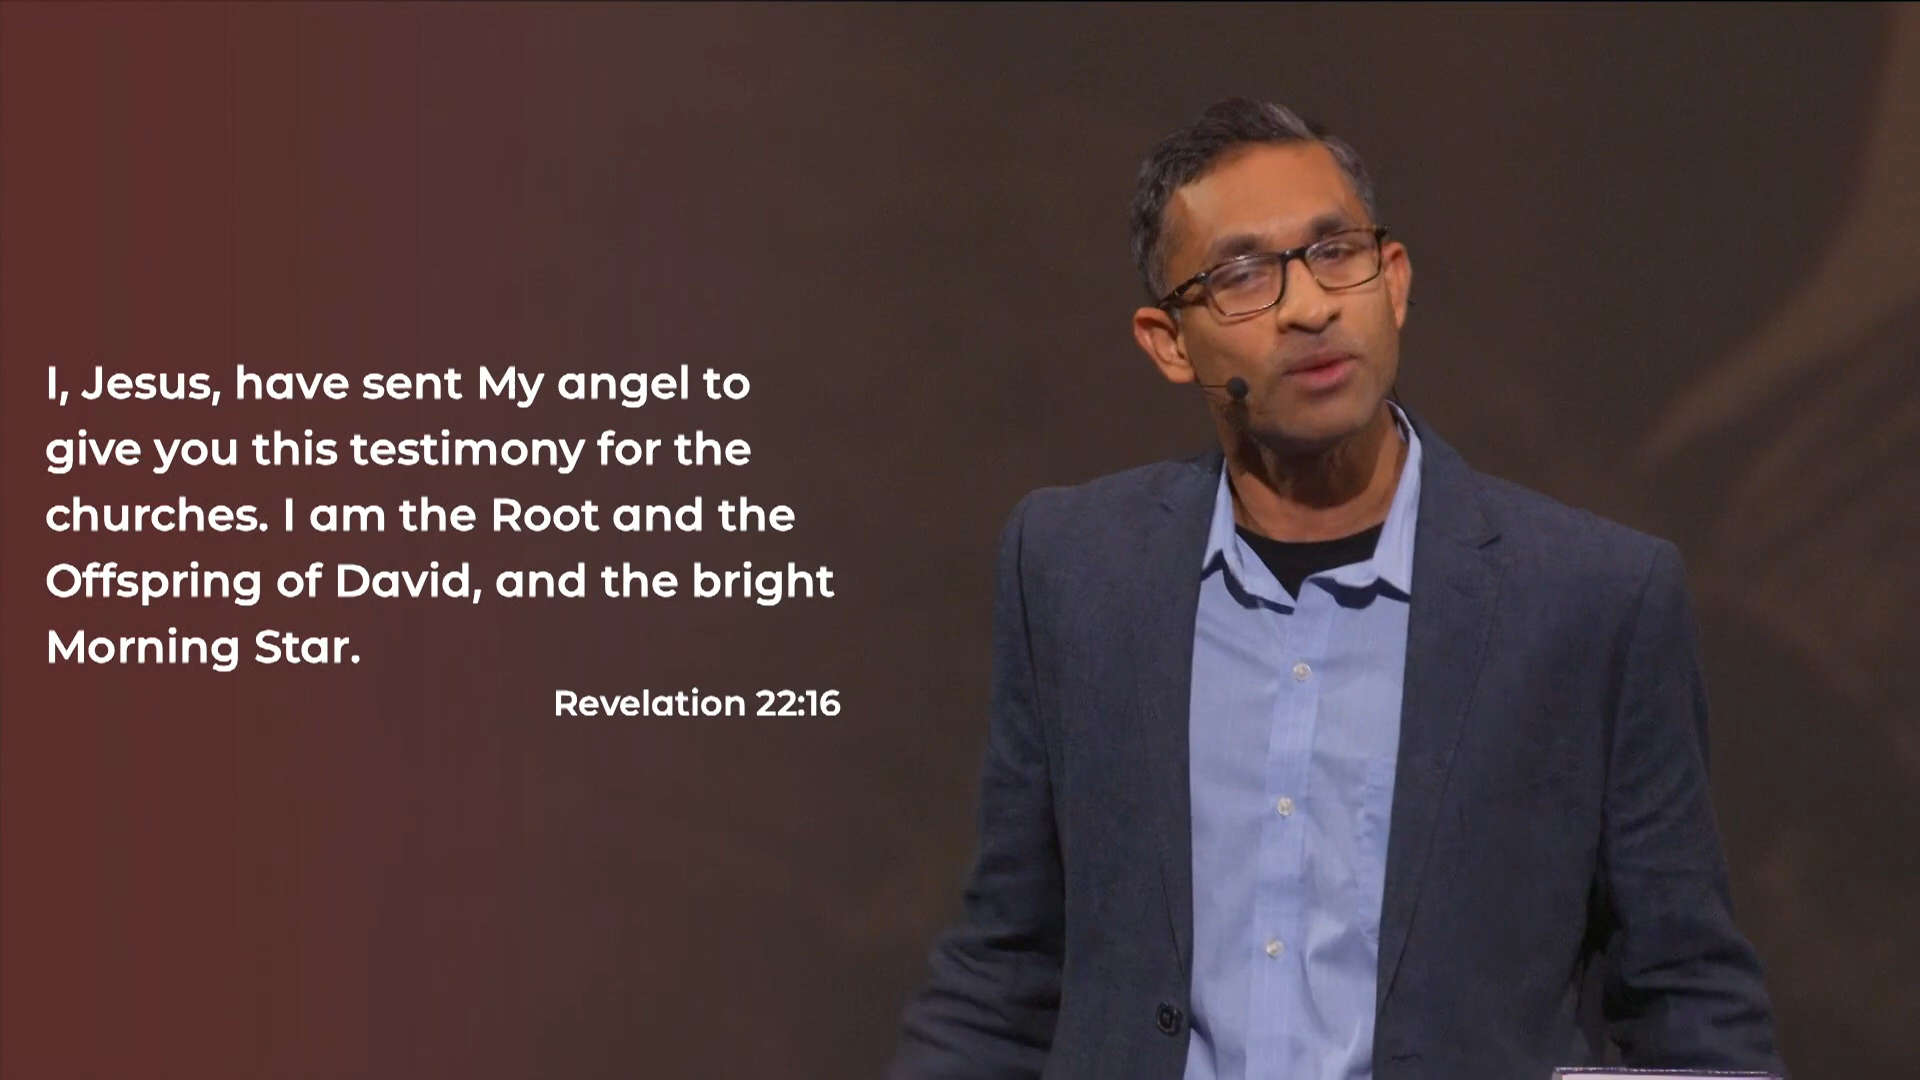 I, Jesus, have sent My angel to
give you this testimony for the
churches. I am the Root and the
Offspring of David, and the bright
Morning Star.
Revelation 22:16